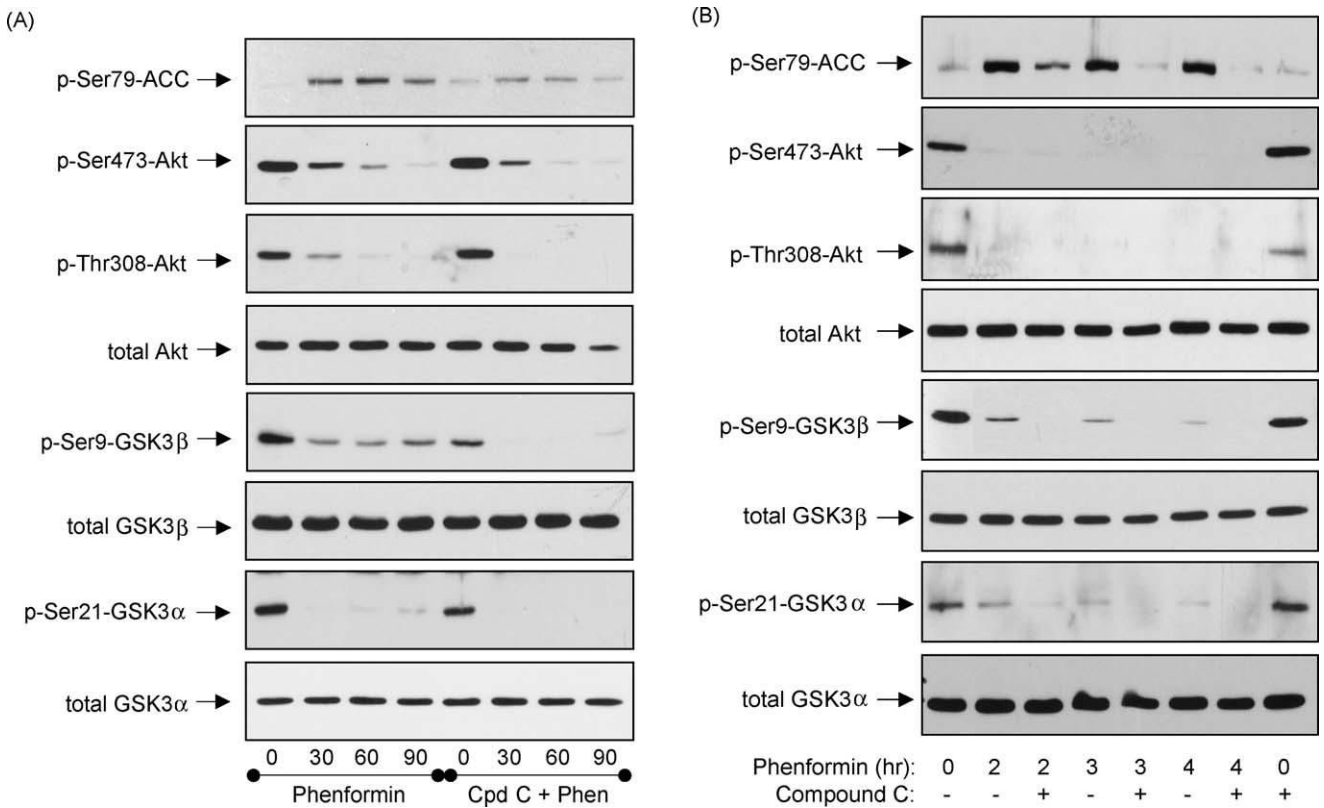 (A)
p-Ser79-ACC
p-Ser473-Akt
p-Thr308-Akt
total Akt
p-Ser9-GSK3β
total GSK3β
p-Ser21-GSK3α
total GSK3α
0 30 60 90 0 30 60 90
Phenformin Cpd C + Phen
(B)
p-Ser79-ACC
p-Ser473-Akt
p-Thr308-Akt
total Akt
p-Ser9-GSK3β
total GSK3β
p-Ser21-GSK3α
total GSK3α
Phenformin (hr): 0 2 2 3 3 4 4 0
Compound C: - - + - + - + +